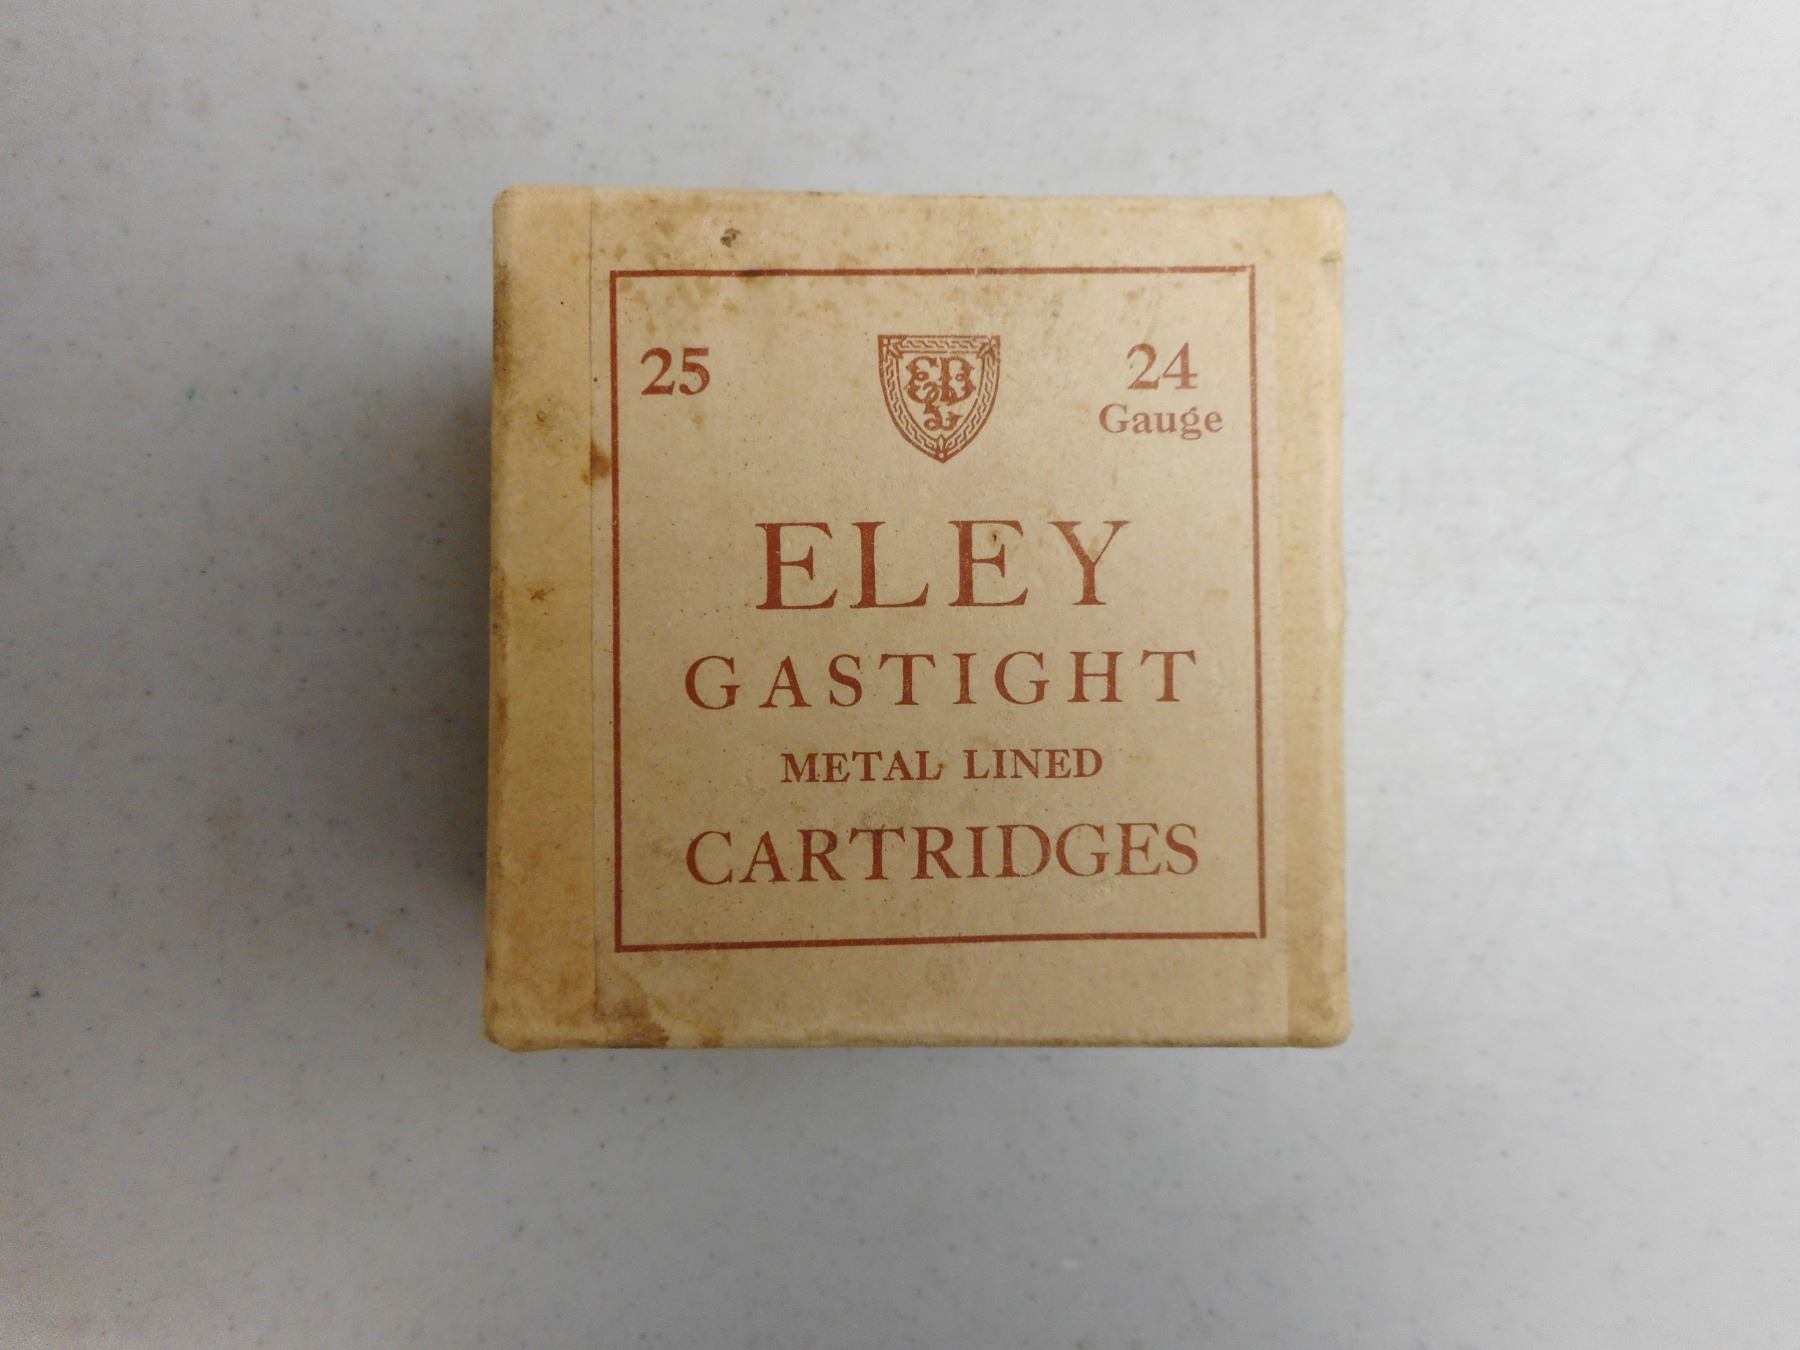 25
24
Gauge
ELEY
GASTIGHT
METAL LINED
CARTRIDGES